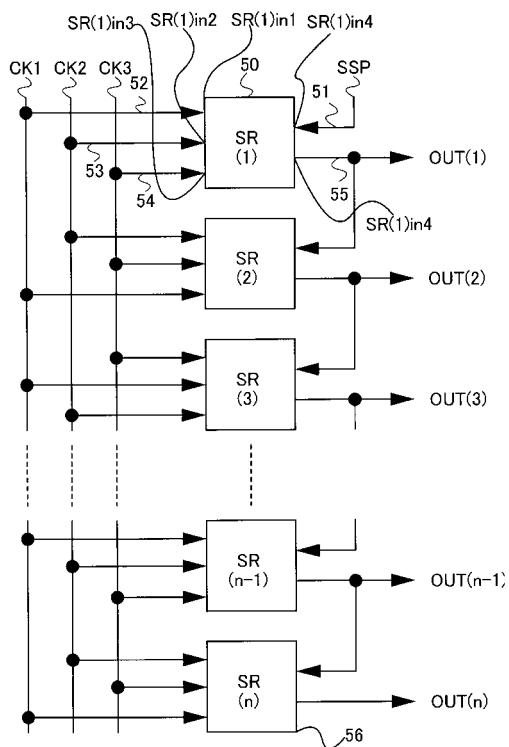 SR(1)in2
SR(1)in1
SR(1)in3
SR(1)in4
CK1
CK2
CK3
52
50
51
SSP
SR
(1)
53
54
55
OUT(1)
SR(1)in4
SR
(2)
OUT(2)
SR
(3)
OUT(3)
SR
(n-1)
OUT(n-1)
SR
(n)
OUT(n)
56